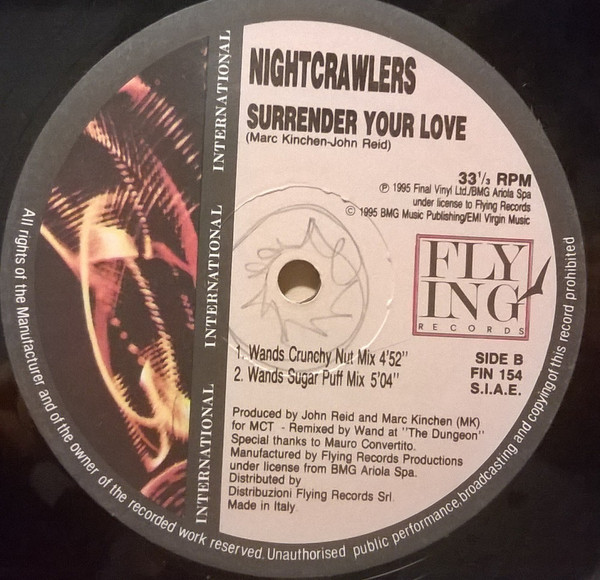 NIGHTCRAWLERS
SURRENDER YOUR LOVE
(Marc Kinchen-John Reid)
33⅓ RPM
℗ 1995 Final Vinyl Ltd./BMG Ariola Spa
under license to Flying Records
© 1995 BMG Music Publishing/EMI Virgin Music
FLY
ING
RECORDS
SIDE B
FIN 154
S.I.A.E.
1. Wands Crunchy Nut Mix 4'52"
2. Wands Sugar Puff Mix 5'04"
Produced by John Reid and Marc Kinchen (MK)
for MCT - Remixed by Wand at "The Dungeon"
Special thanks to Mauro Convertito.
Manufactured by Flying Records Productions
under license from BMG Ariola Spa.
Distributed by
Distribuzioni Flying Records Srl
Made in Italy
INTERNATIONAL INTERNATIONAL INTERNATIONAL
All rights of the Manufacturer and of the owner of the recorded work reserved. Unauthorised public performance, broadcasting and copying of this record prohibited